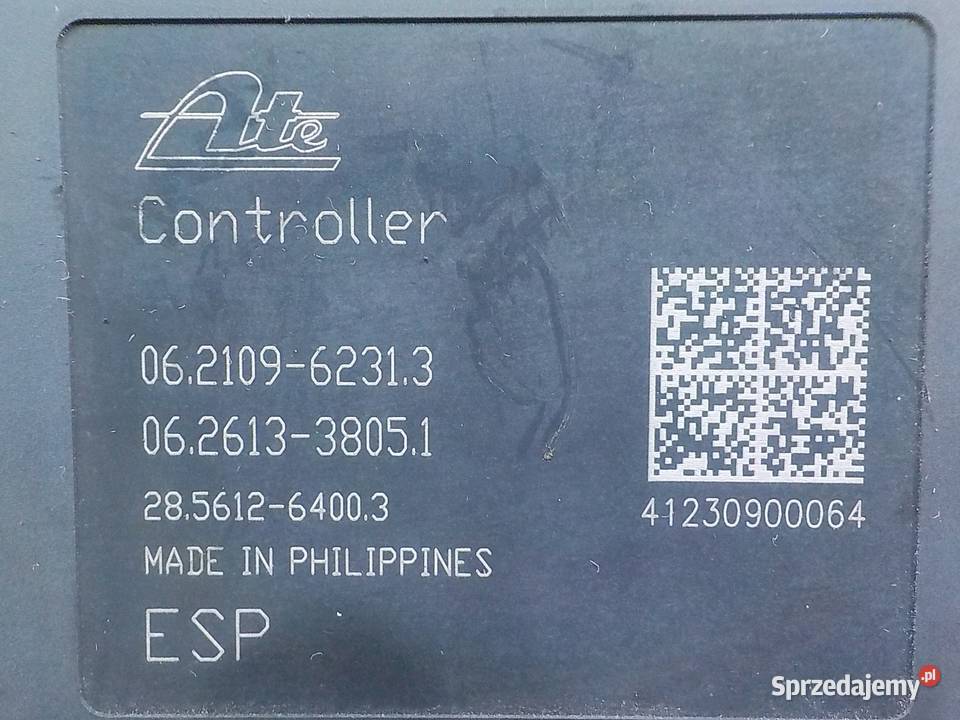 Ate
Controller
06.2109-6231.3
06.2613-3805.1
28.5612-6400.3
41230900064
MADE IN PHILIPPINES
ESP
Sprzedajemy.pl